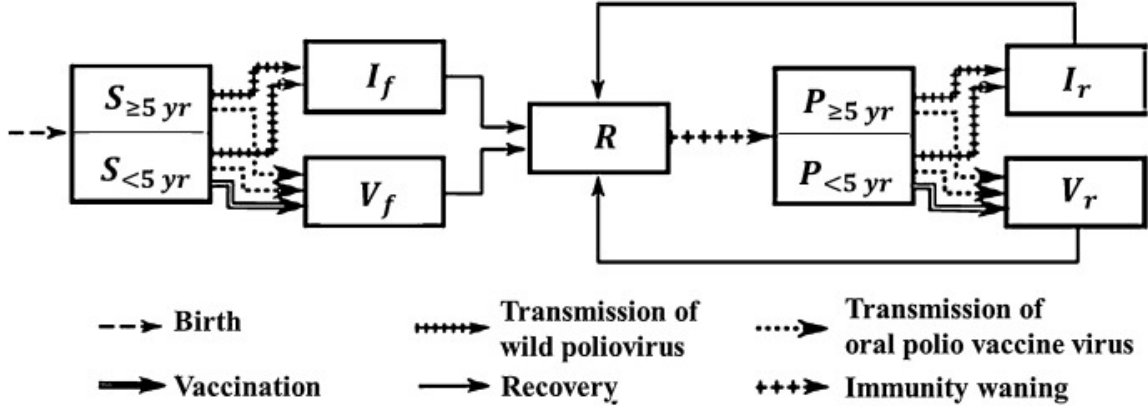 S≥5 yr
S<5 yr
If
Vf
R
P≥5 yr
P<5 yr
Ir
Vr
Birth
Transmission of
wild poliovirus
Transmission of
oral polio vaccine virus
Vaccination
Recovery
Immunity waning